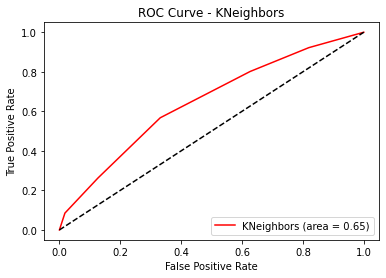 ROC Curve - KNeighbors
True Positive Rate
1.0
0.8
0.6
0.4
0.2
0.0
KNeighbors (area = 0.65)
0.0 0.2 0.4 0.6 0.8 1.0
False Positive Rate